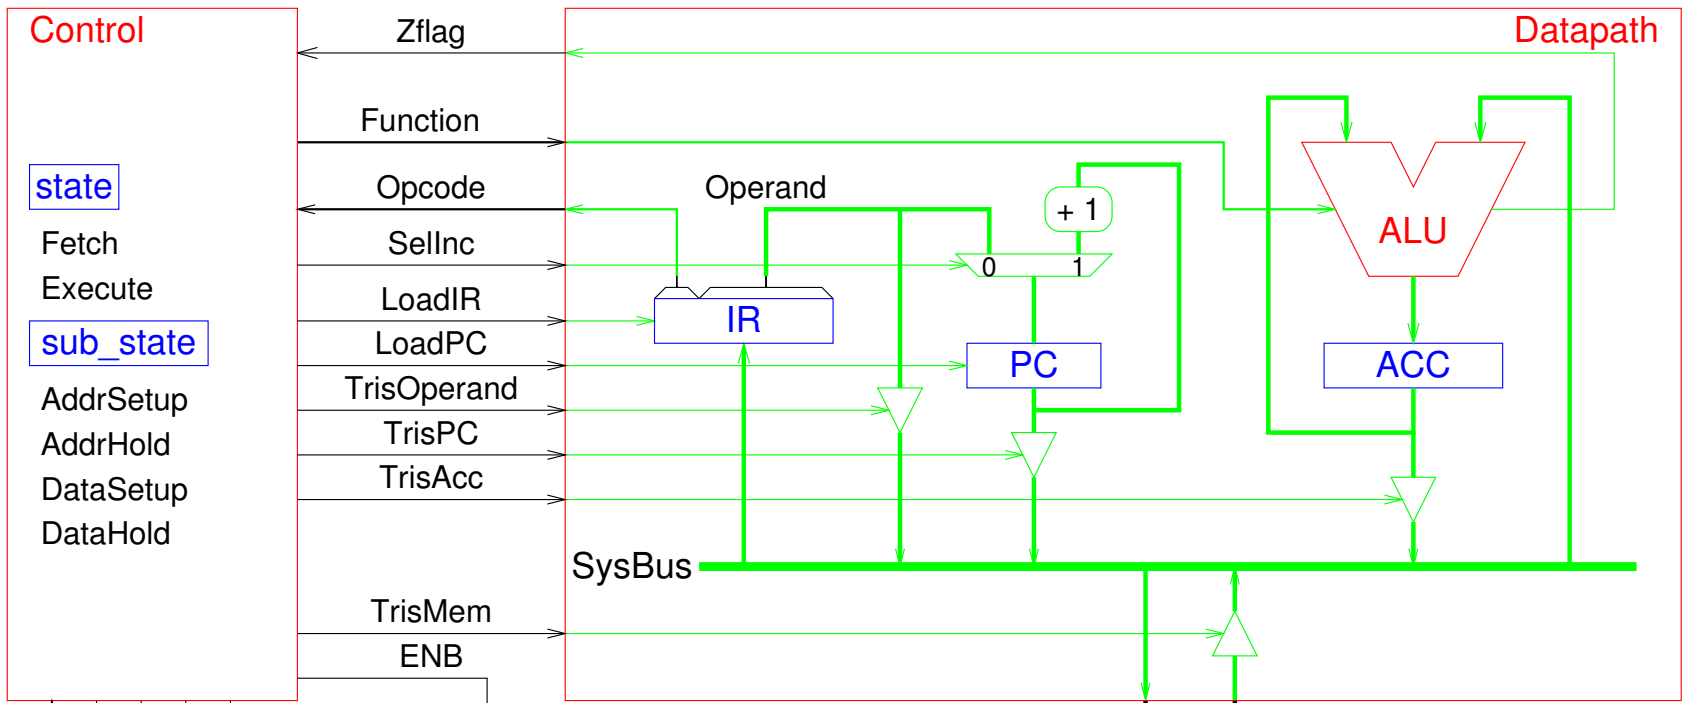 Control
Zflag
Datapath
Function
state
Opcode
Operand
+ 1
Fetch
SelInc
ALU
0
1
Execute
LoadIR
IR
sub_state
LoadPC
PC
ACC
AddrSetup
TrisOperand
AddrHold
TrisPC
DataSetup
TrisAcc
DataHold
SysBus
TrisMem
ENB